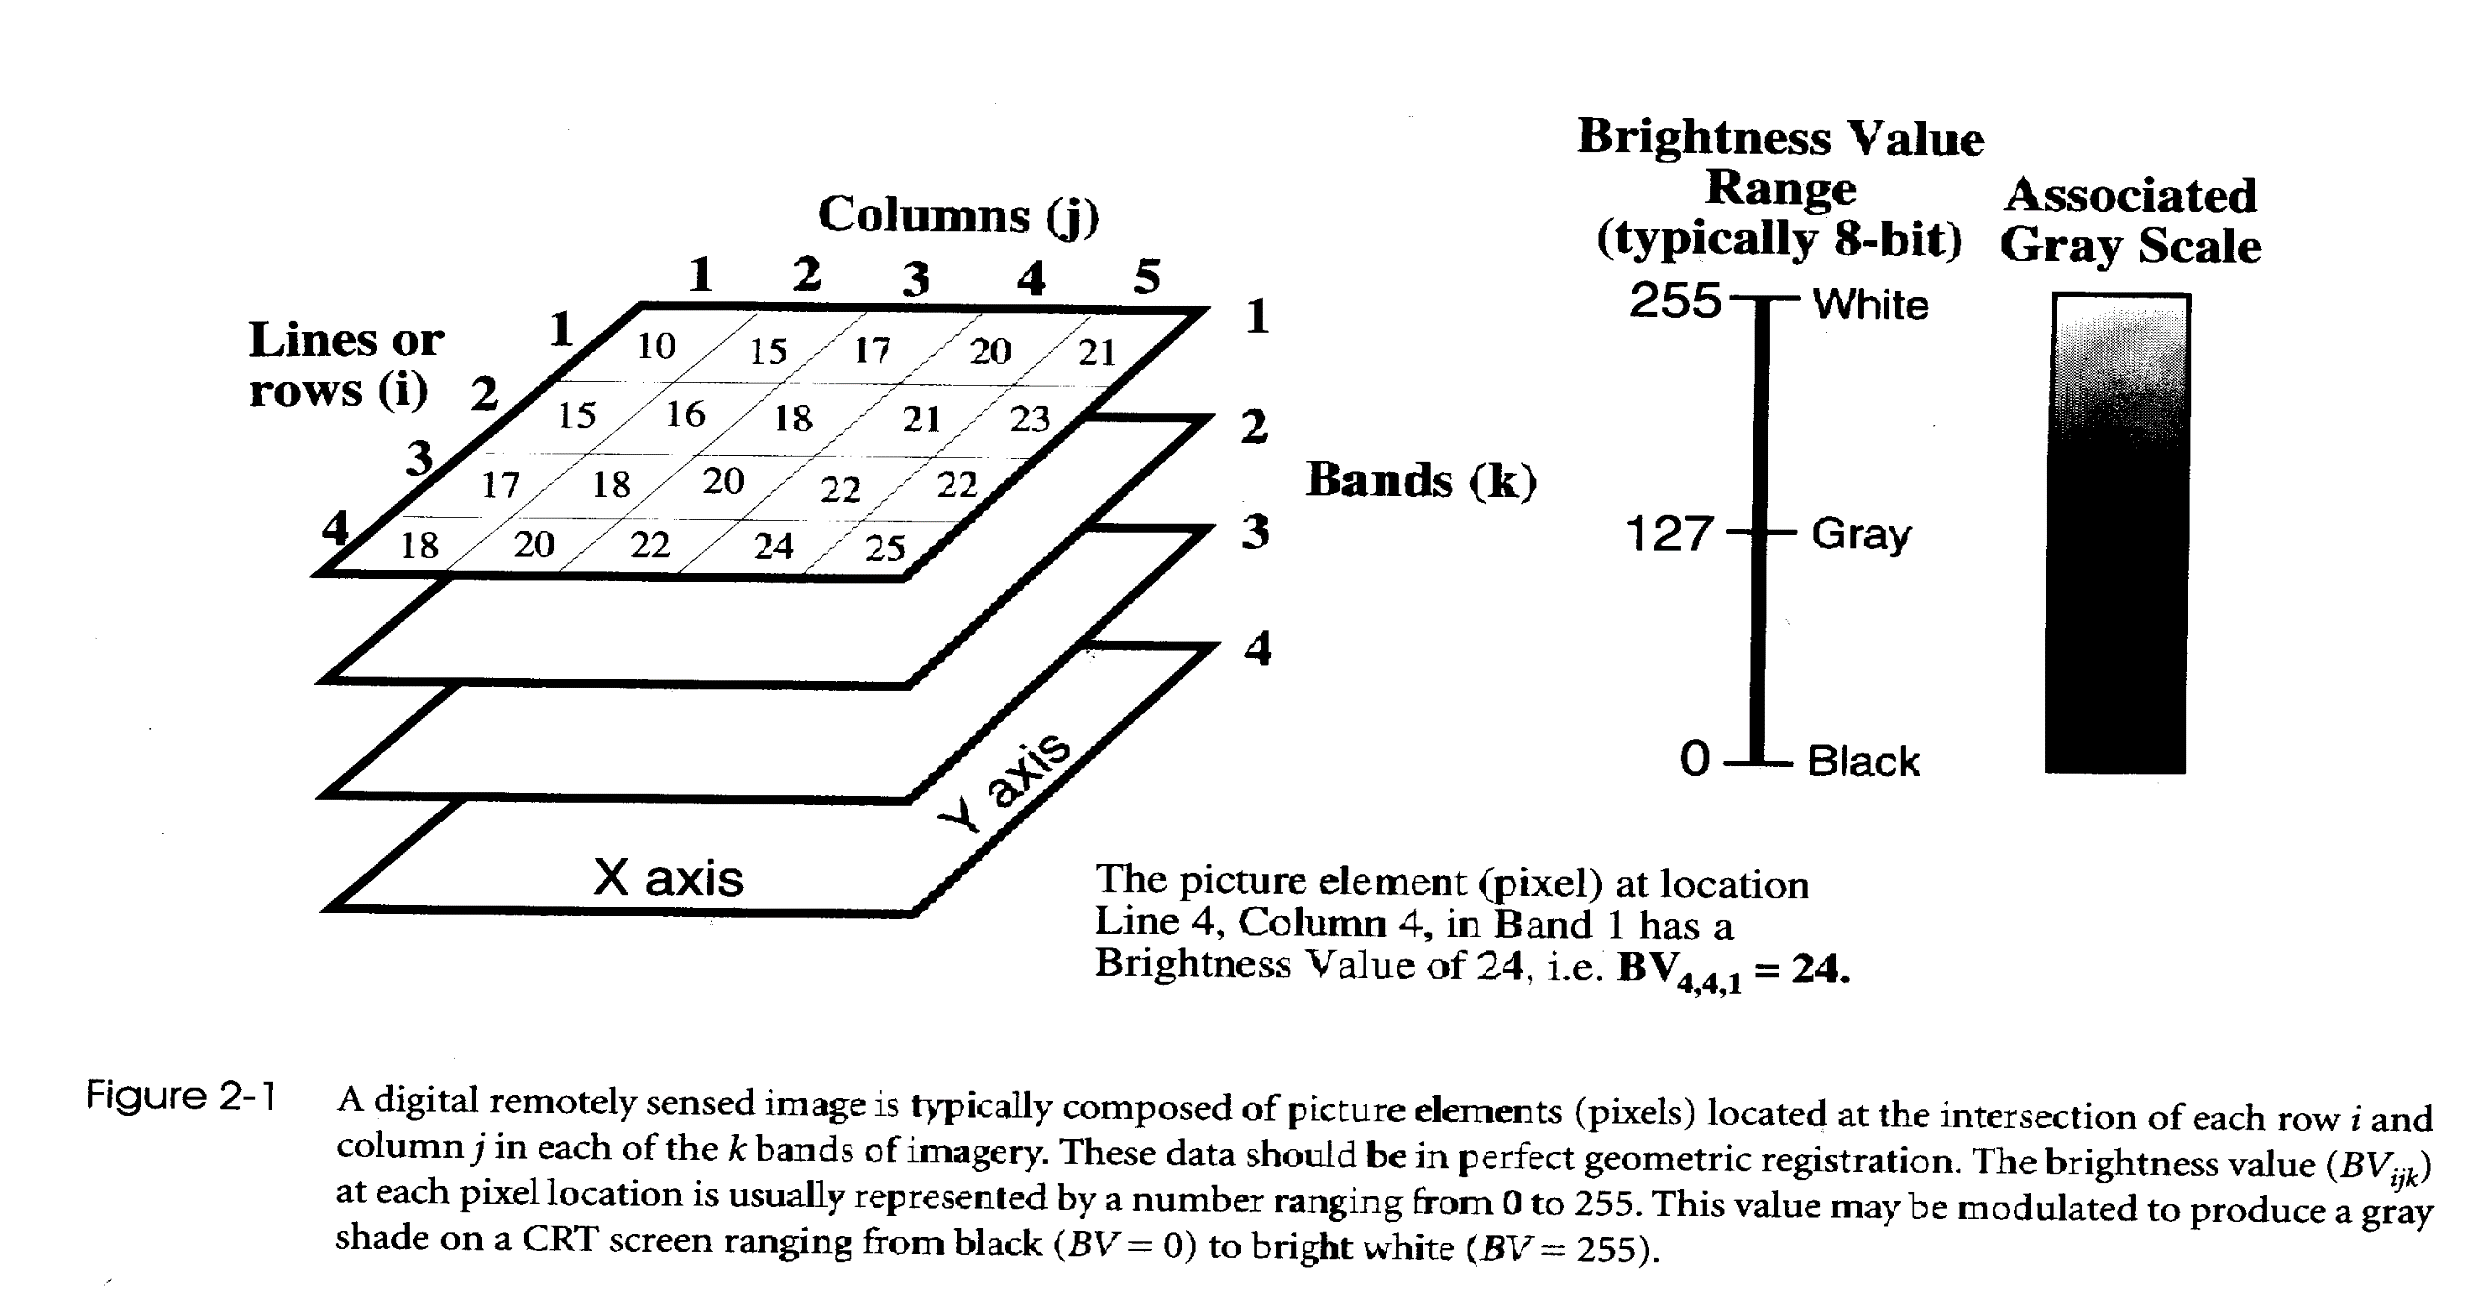 Brightness Value
Range
(typically 8-bit)
Associated
Gray Scale
Columns (j)
1 2 3 4 5
Lines or
rows (i)
1
2
3
4
10 15 17 20 21
15 16 18 21 23
17 18 20 22 22
18 20 22 24 25
1
2
3
4
Bands (k)
X axis
Y axis
255 White
127 Gray
0 Black
The picture element (pixel) at location
Line 4, Column 4, in Band 1 has a
Brightness Value of 24, i.e. BV4,4,1 = 24.
Figure 2-1 A digital remotely sensed image is typically composed of picture elements (pixels) located at the intersection of each row i and
column j in each of the k bands of imagery. These data should be in perfect geometric registration. The brightness value (BVijk)
at each pixel location is usually represented by a number ranging from 0 to 255. This value may be modulated to produce a gray
shade on a CRT screen ranging from black (BV = 0) to bright white (BV = 255).